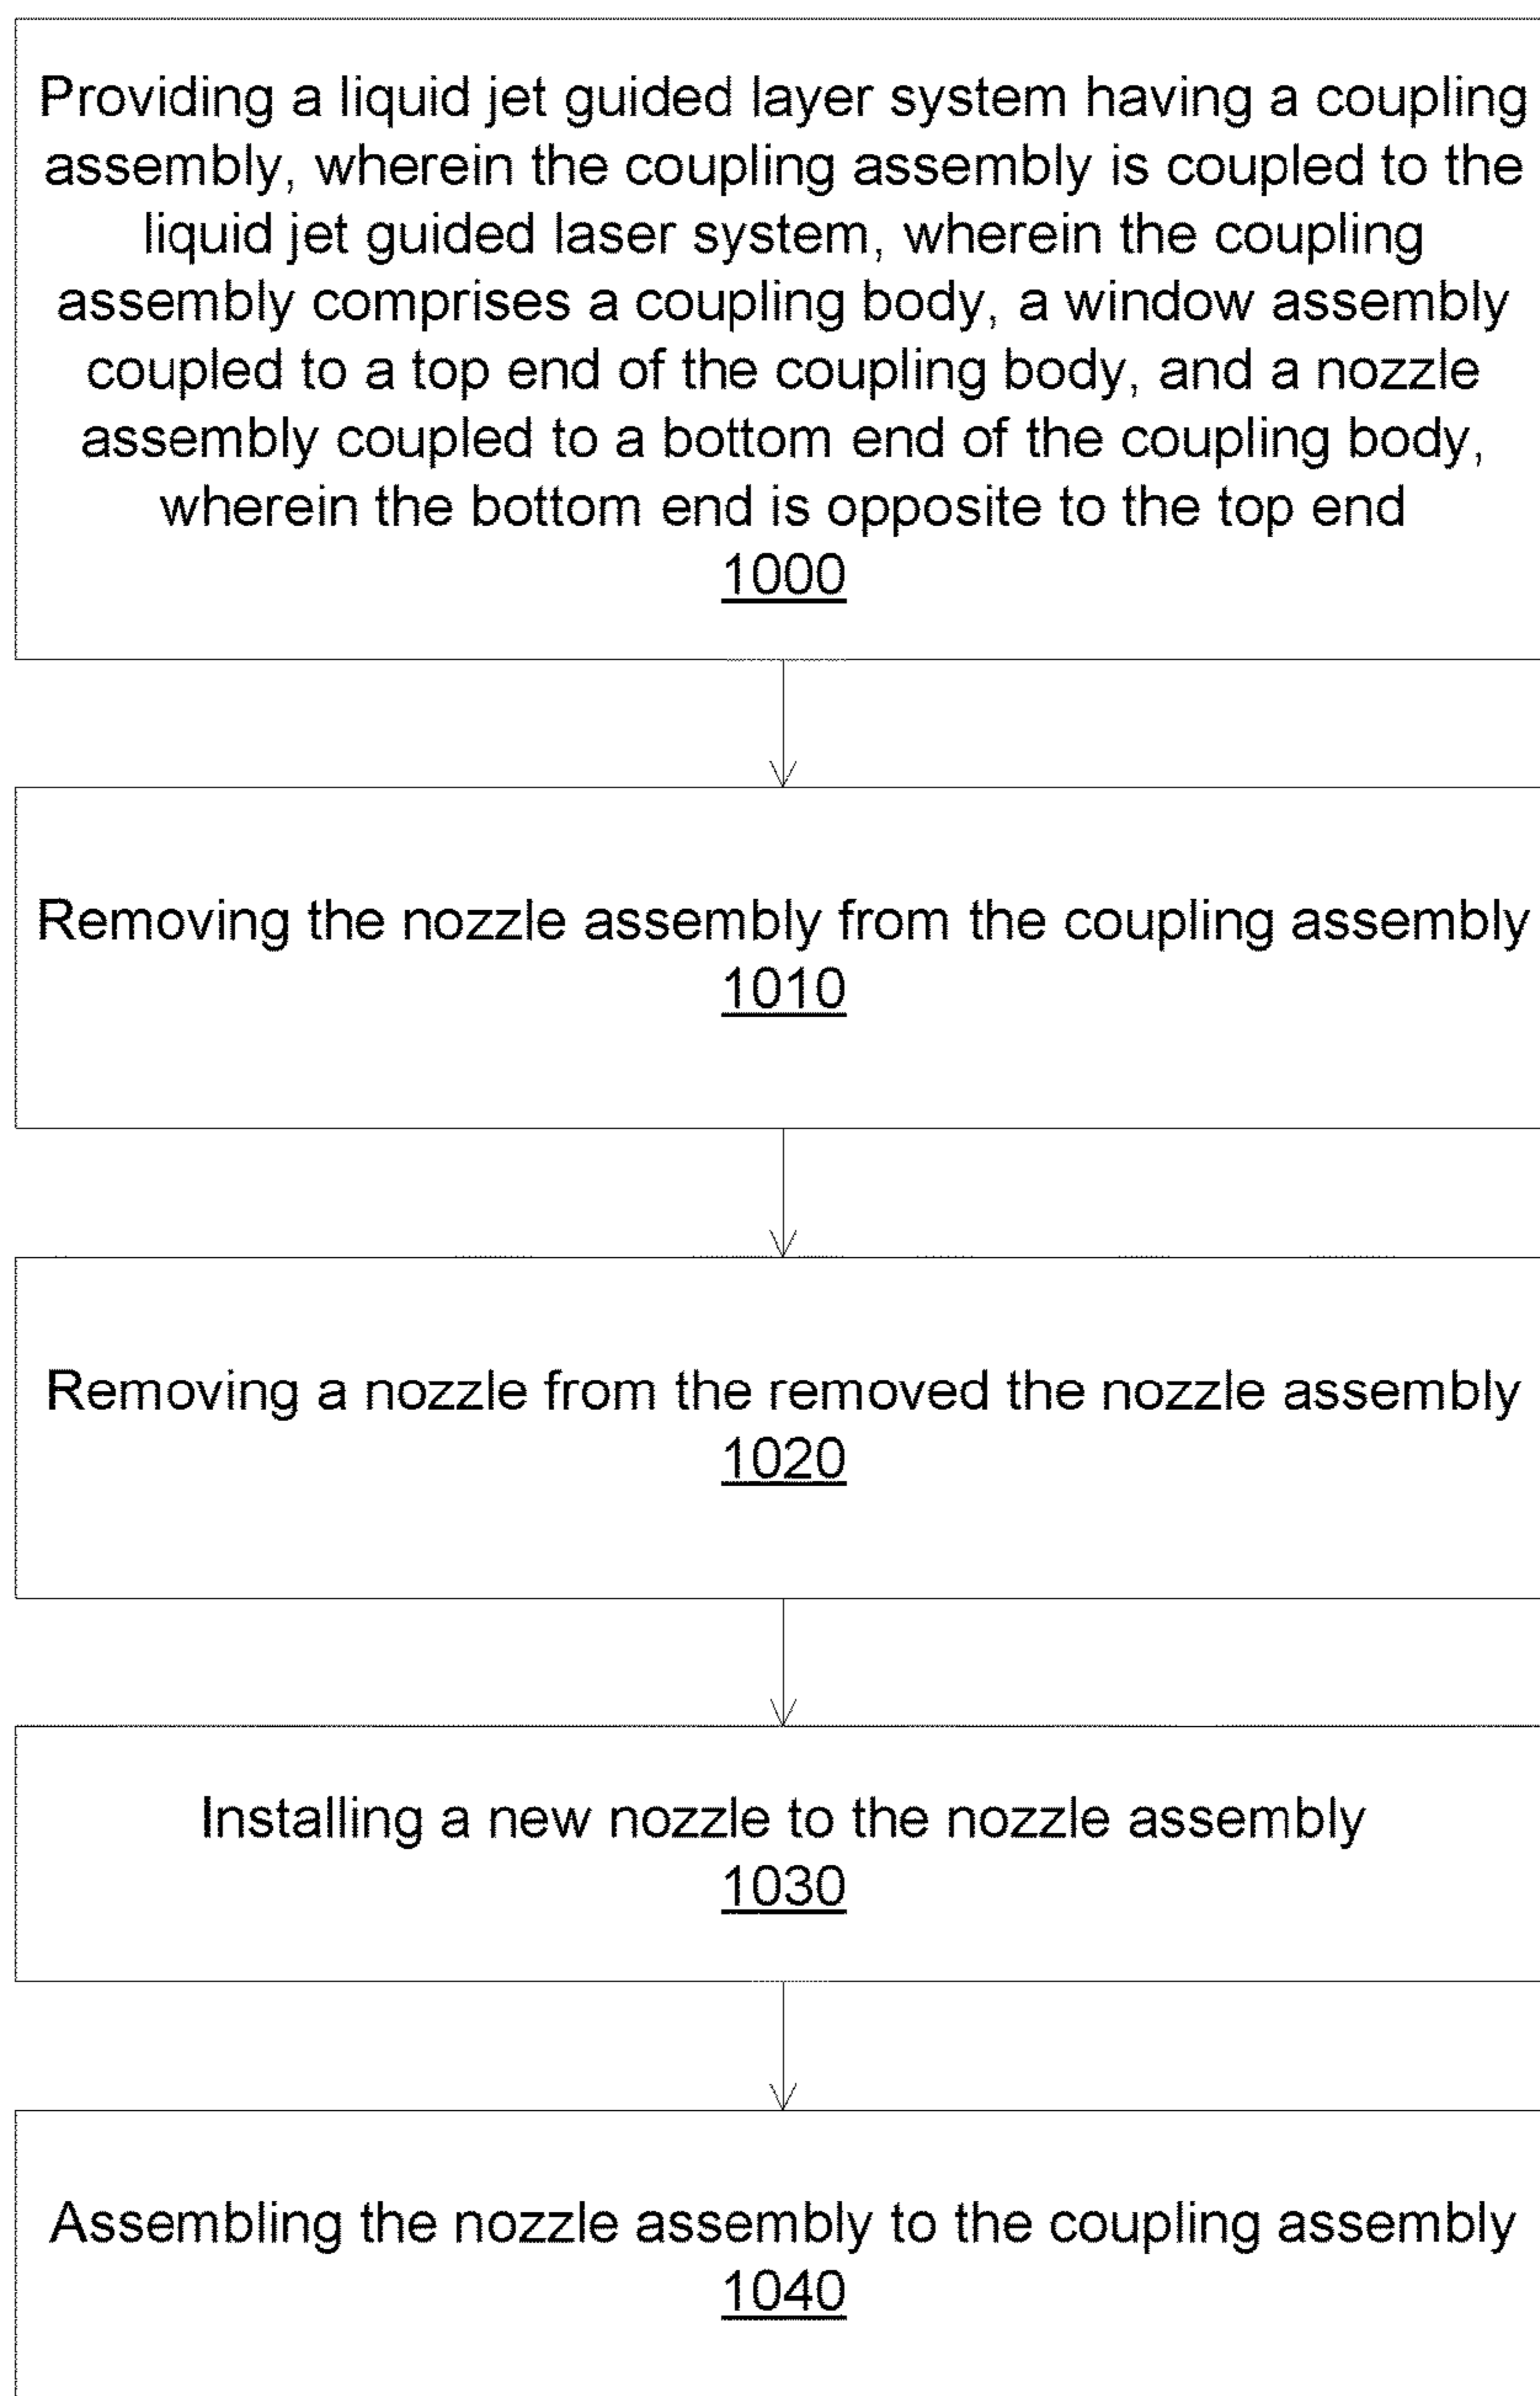 Providing a liquid jet guided layer system having a coupling
assembly, wherein the coupling assembly is coupled to the
liquid jet guided laser system, wherein the coupling
assembly comprises a coupling body, a window assembly
coupled to a top end of the coupling body, and a nozzle
assembly coupled to a bottom end of the coupling body,
wherein the bottom end is opposite to the top end
1000
Removing the nozzle assembly from the coupling assembly
1010
Removing a nozzle from the removed the nozzle assembly
1020
Installing a new nozzle to the nozzle assembly
1030
Assembling the nozzle assembly to the coupling assembly
1040